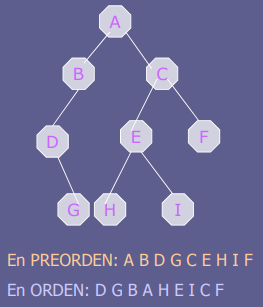 A
B C
D E F
G H I
En PREORDEN: A B D G C E H I F
En ORDEN: D G B A H E I C F